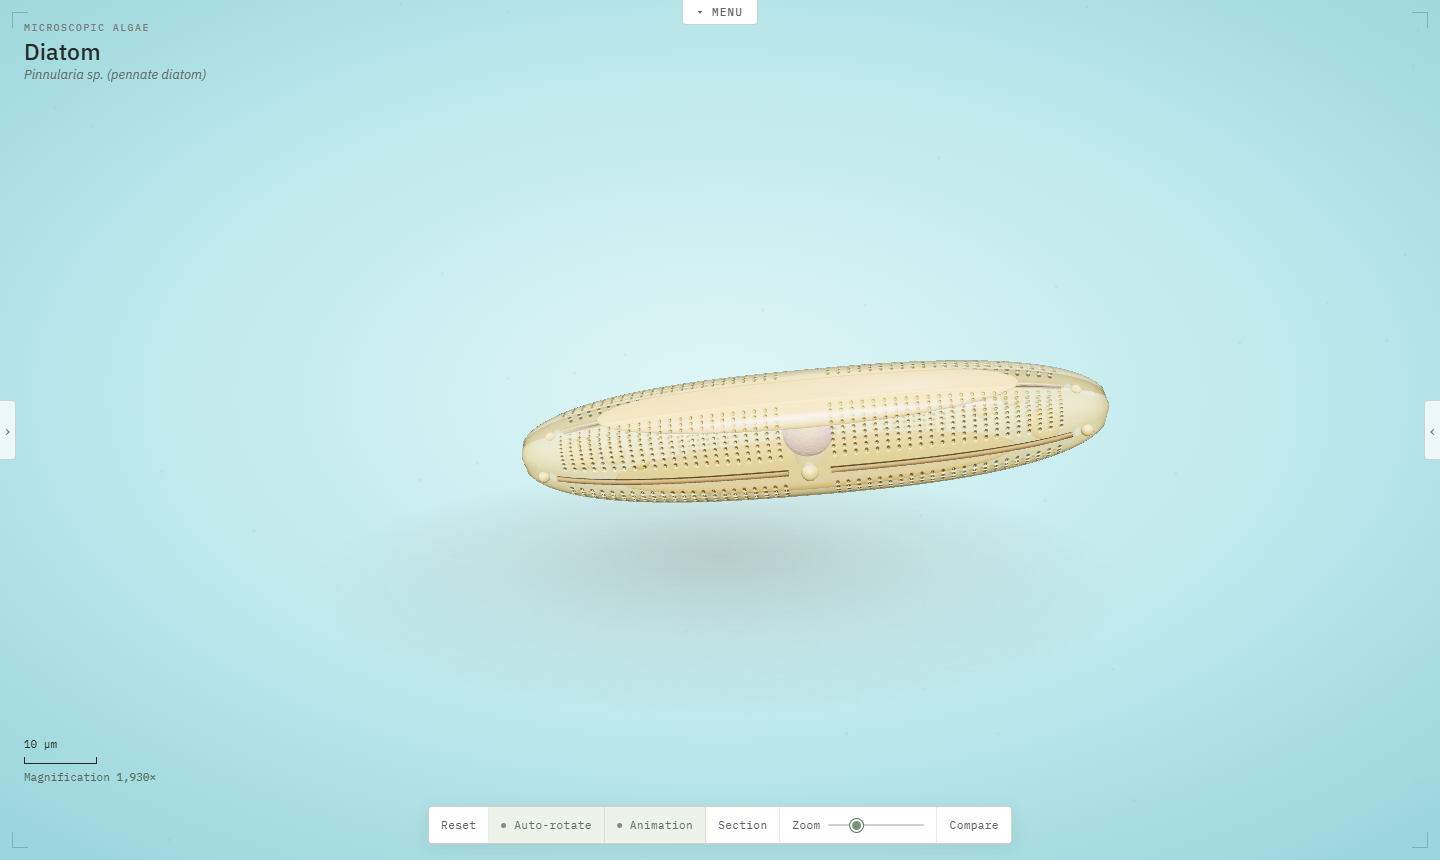 MENU
MICROSCOPIC ALGAE
Diatom
Pinnularia sp. (pennate diatom)
10 µm
Magnification 1,930×
Reset
Auto-rotate
Animation
Section
Zoom
Compare